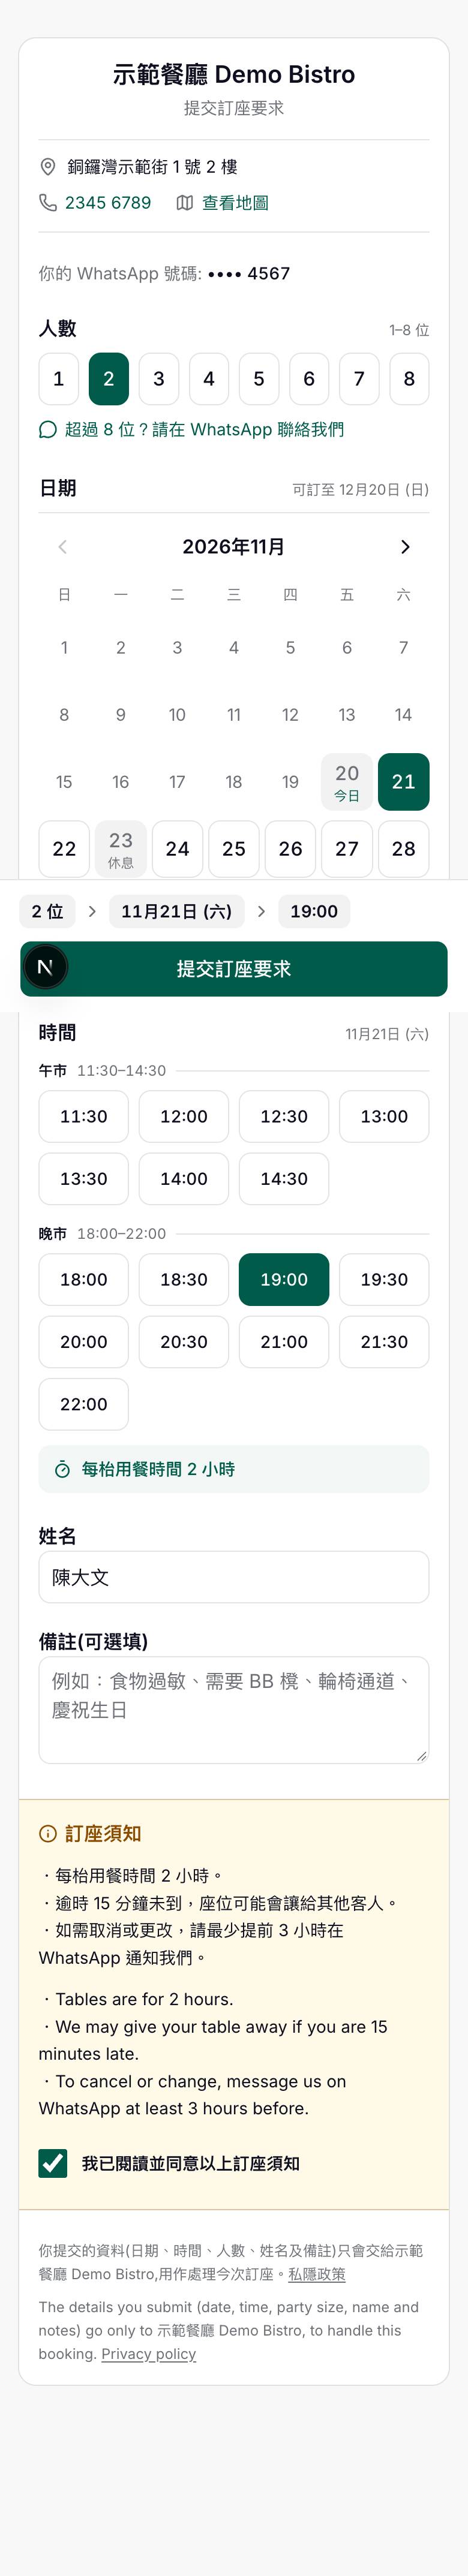 示範餐廳 Demo Bistro
提交訂座要求
銅鑼灣示範街 1 號 2 樓
2345 6789 查看地圖
你的 WhatsApp 號碼: •••• 4567
人數 1–8 位
1 2 3 4 5 6 7 8
超過 8 位？請在 WhatsApp 聯絡我們
日期 可訂至 12月20日 (日)
2026年11月
日 一 二 三 四 五 六
1 2 3 4 5 6 7
8 9 10 11 12 13 14
15 16 17 18 19 20 21
今日
22 23 24 25 26 27 28
休息
2 位 11月21日 (六) 19:00
N 提交訂座要求
時間 11月21日 (六)
午市 11:30–14:30
11:30 12:00 12:30 13:00
13:30 14:00 14:30
晚市 18:00–22:00
18:00 18:30 19:00 19:30
20:00 20:30 21:00 21:30
22:00
每枱用餐時間 2 小時
姓名
陳大文
備註(可選填)
例如：食物過敏、需要 BB 櫈、輪椅通道、
慶祝生日
訂座須知
・每枱用餐時間 2 小時。
・逾時 15 分鐘未到，座位可能會讓給其他客人。
・如需取消或更改，請最少提前 3 小時在
WhatsApp 通知我們。
・Tables are for 2 hours.
・We may give your table away if you are 15
minutes late.
・To cancel or change, message us on
WhatsApp at least 3 hours before.
我已閱讀並同意以上訂座須知
你提交的資料(日期、時間、人數、姓名及備註)只會交給示範
餐廳 Demo Bistro,用作處理今次訂座。私隱政策
The details you submit (date, time, party size, name and
notes) go only to 示範餐廳 Demo Bistro, to handle this
booking. Privacy policy